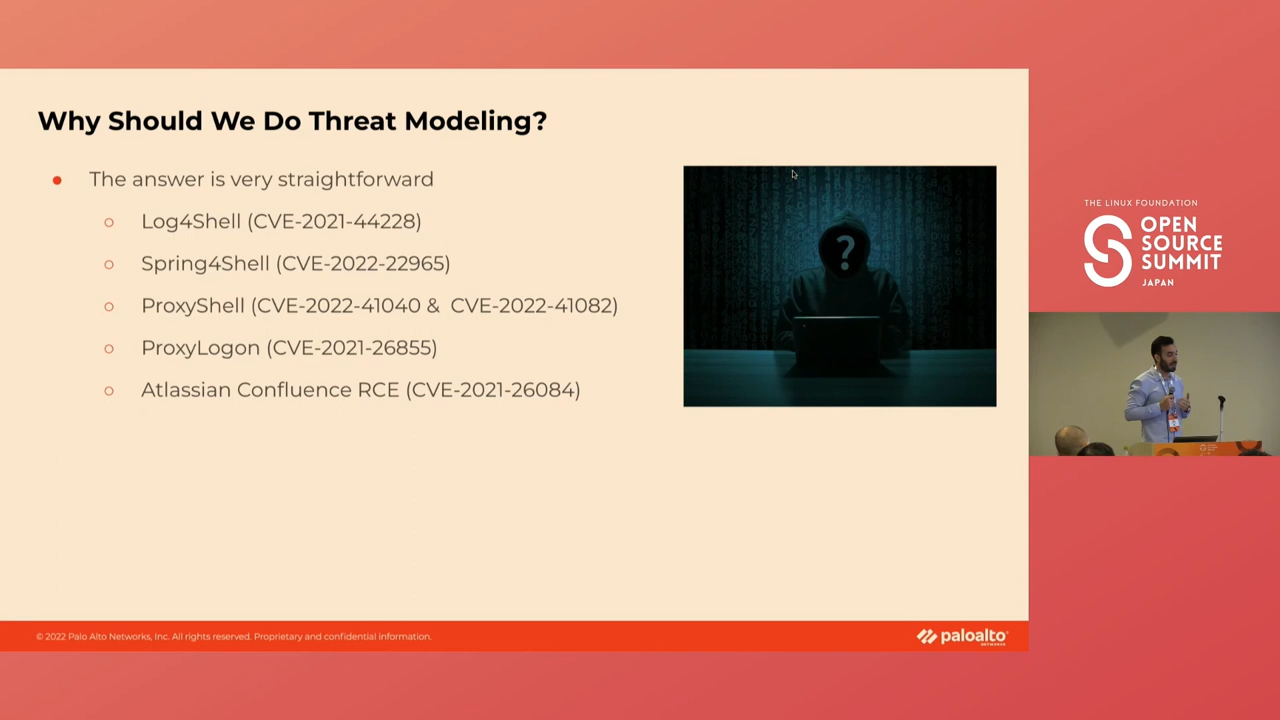 Why Should We Do Threat Modeling?
The answer is very straightforward
Log4Shell (CVE-2021-44228)
Spring4Shell (CVE-2022-22965)
ProxyShell (CVE-2022-41040 & CVE-2022-41082)
ProxyLogon (CVE-2021-26855)
Atlassian Confluence RCE (CVE-2021-26084)
?
© 2022 Palo Alto Networks, Inc. All rights reserved. Proprietary and confidential information.
paloalto
NETWORKS
THE LINUX FOUNDATION
OPEN
SOURCE
SUMMIT
JAPAN